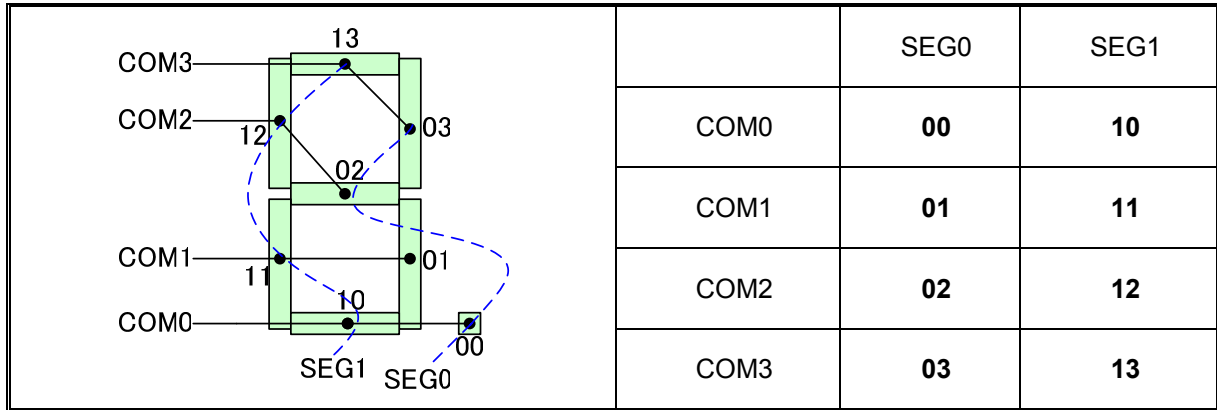 13
COM3
COM2
12
03
02
COM1
11
01
10
COM0
00
SEG1 SEG0
SEG0 SEG1
COM0 00 10
COM1 01 11
COM2 02 12
COM3 03 13